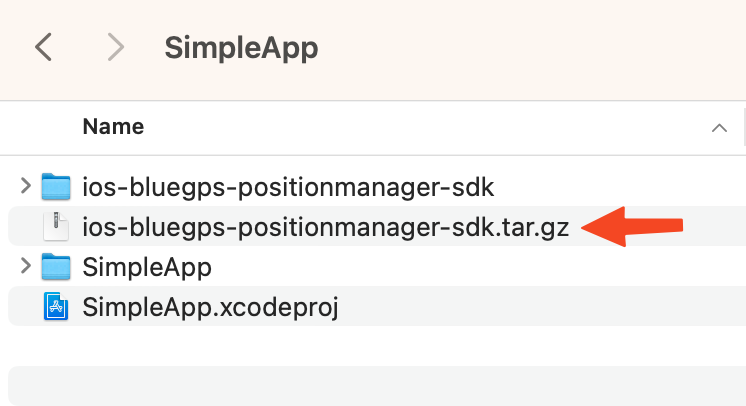 SimpleApp
Name
ios-bluegps-positionmanager-sdk
ios-bluegps-positionmanager-sdk.tar.gz
SimpleApp
SimpleApp.xcodeproj